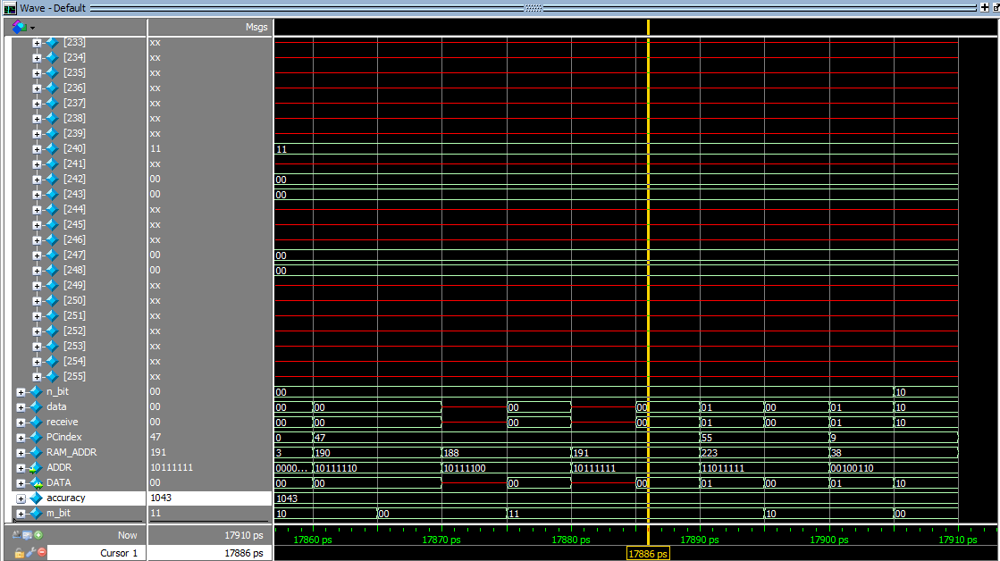 Wave - Default
Msgs
[233] xx
[234] xx
[235] xx
[236] xx
[237] xx
[238] xx
[239] xx
[240] 11 11
[241] xx
[242] 00 00
[243] 00 00
[244] xx
[245] xx
[246] xx
[247] 00 00
[248] 00 00
[249] xx
[250] xx
[251] xx
[252] xx
[253] xx
[254] xx
[255] xx
n_bit 00 00 10
data 00 00 00 00 00 01 00 01 10
receive 00 00 00 00 00 01 00 01 10
PCindex 47 0 47 55 9
RAM_ADDR 191 3 190 188 191 223 38
ADDR 10111111 0000... 10111110 10111100 10111111 11011111 00100110
DATA 00 00 00 00 00 01 00 01 10
accuracy 1043 1043
m_bit 11 10 00 11 10 00
Now 17910 ps 17860 ps 17870 ps 17880 ps 17890 ps 17900 ps 17910 ps
Cursor 1 17886 ps 17886 ps